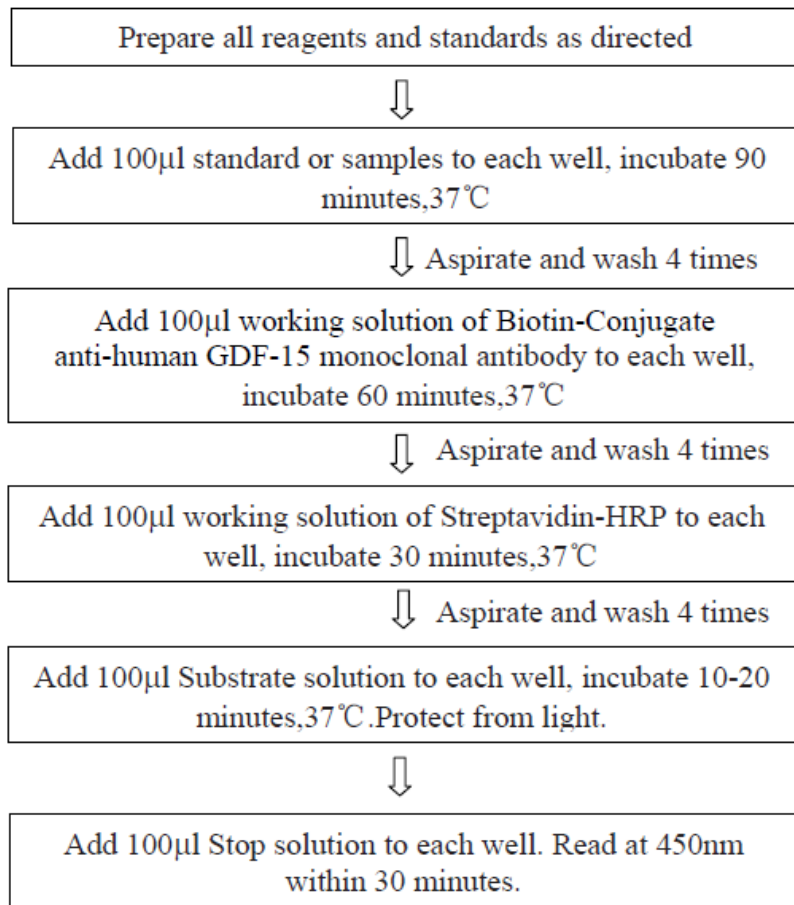 Prepare all reagents and standards as directed
Add 100μl standard or samples to each well, incubate 90
minutes,37℃
Aspirate and wash 4 times
Add 100μl working solution of Biotin-Conjugate
anti-human GDF-15 monoclonal antibody to each well,
incubate 60 minutes,37℃
Aspirate and wash 4 times
Add 100μl working solution of Streptavidin-HRP to each
well, incubate 30 minutes,37℃
Aspirate and wash 4 times
Add 100μl Substrate solution to each well, incubate 10-20
minutes,37℃.Protect from light.
Add 100μl Stop solution to each well. Read at 450nm
within 30 minutes.